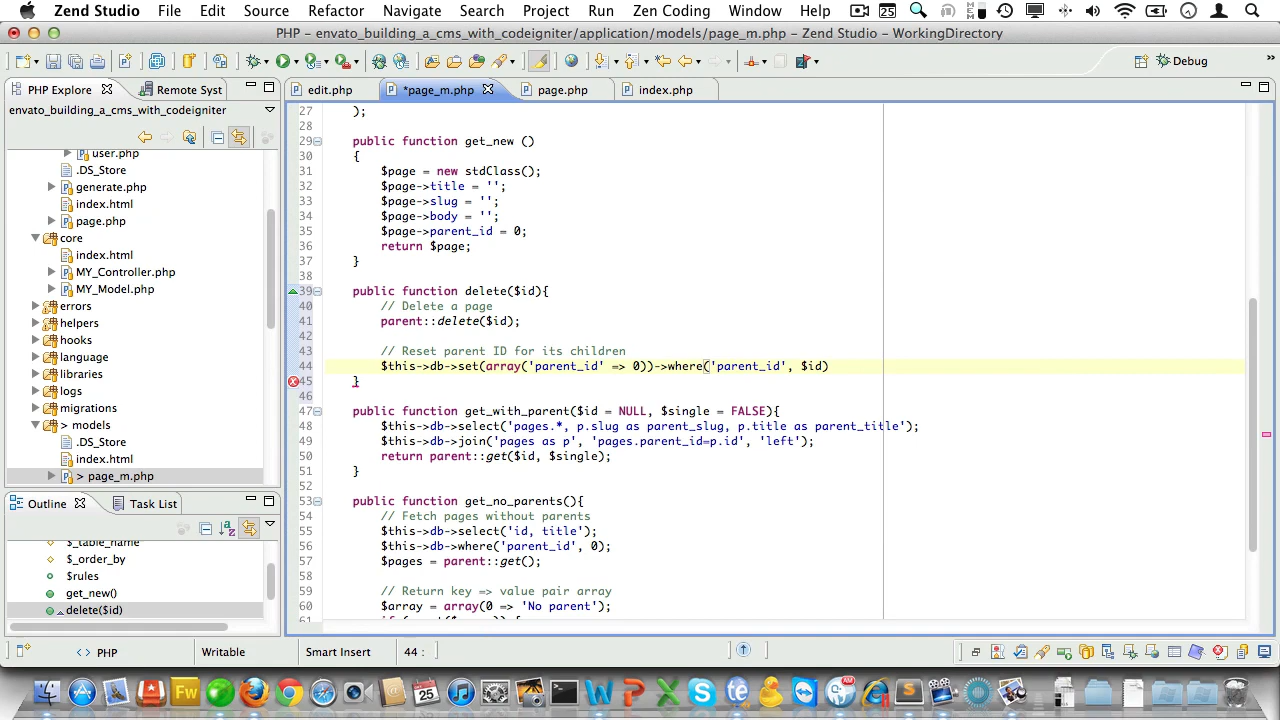 Zend Studio File Edit Source Refactor Navigate Search Project Run Zen Coding Window Help
PHP - envato_building_a_cms_with_codeigniter/application/models/page_m.php - Zend Studio - WorkingDirectory
Debug
PHP Explore
Remote Syst
edit.php
*page_m.php
page.php
index.php
envato_building_a_cms_with_codeigniter
user.php
.DS_Store
generate.php
index.html
page.php
core
index.html
MY_Controller.php
MY_Model.php
errors
helpers
hooks
language
libraries
logs
migrations
> models
.DS_Store
index.html
> page_m.php
Outline
Task List
$_table_name
$_order_by
$rules
get_new()
delete($id)
27 );
28
29 public function get_new ()
30 {
31 $page = new stdClass();
32 $page->title = '';
33 $page->slug = '';
34 $page->body = '';
35 $page->parent_id = 0;
36 return $page;
37 }
38
39 public function delete($id){
40 // Delete a page
41 parent::delete($id);
42
43 // Reset parent ID for its children
44 $this->db->set(array('parent_id' => 0))->where('parent_id', $id)
45 }
46
47 public function get_with_parent($id = NULL, $single = FALSE){
48 $this->db->select('pages.*, p.slug as parent_slug, p.title as parent_title');
49 $this->db->join('pages as p', 'pages.parent_id=p.id', 'left');
50 return parent::get($id, $single);
51 }
52
53 public function get_no_parents(){
54 // Fetch pages without parents
55 $this->db->select('id, title');
56 $this->db->where('parent_id', 0);
57 $pages = parent::get();
58
59 // Return key => value pair array
60 $array = array(0 => 'No parent');
61
<> PHP
Writable
Smart Insert
44 :